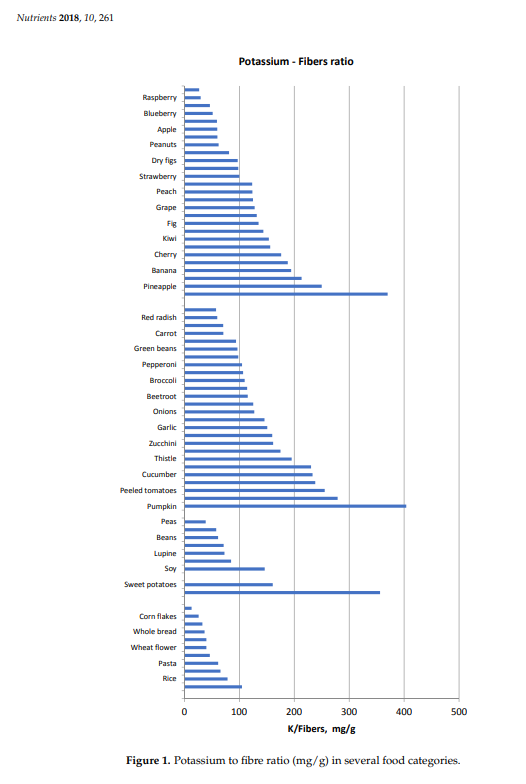 Nutrients 2018, 10, 261
Potassium - Fibers ratio
Raspberry
Blueberry
Apple
Peanuts
Dry figs
Strawberry
Peach
Grape
Fig
Kiwi
Cherry
Banana
Pineapple
Red radish
Carrot
Green beans
Pepperoni
Broccoli
Beetroot
Onions
Garlic
Zucchini
Thistle
Cucumber
Peeled tomatoes
Pumpkin
Peas
Beans
Lupine
Soy
Sweet potatoes
Corn flakes
Whole bread
Wheat flower
Pasta
Rice
0 100 200 300 400 500
K/Fibers, mg/g
Figure 1. Potassium to fibre ratio (mg/g) in several food categories.